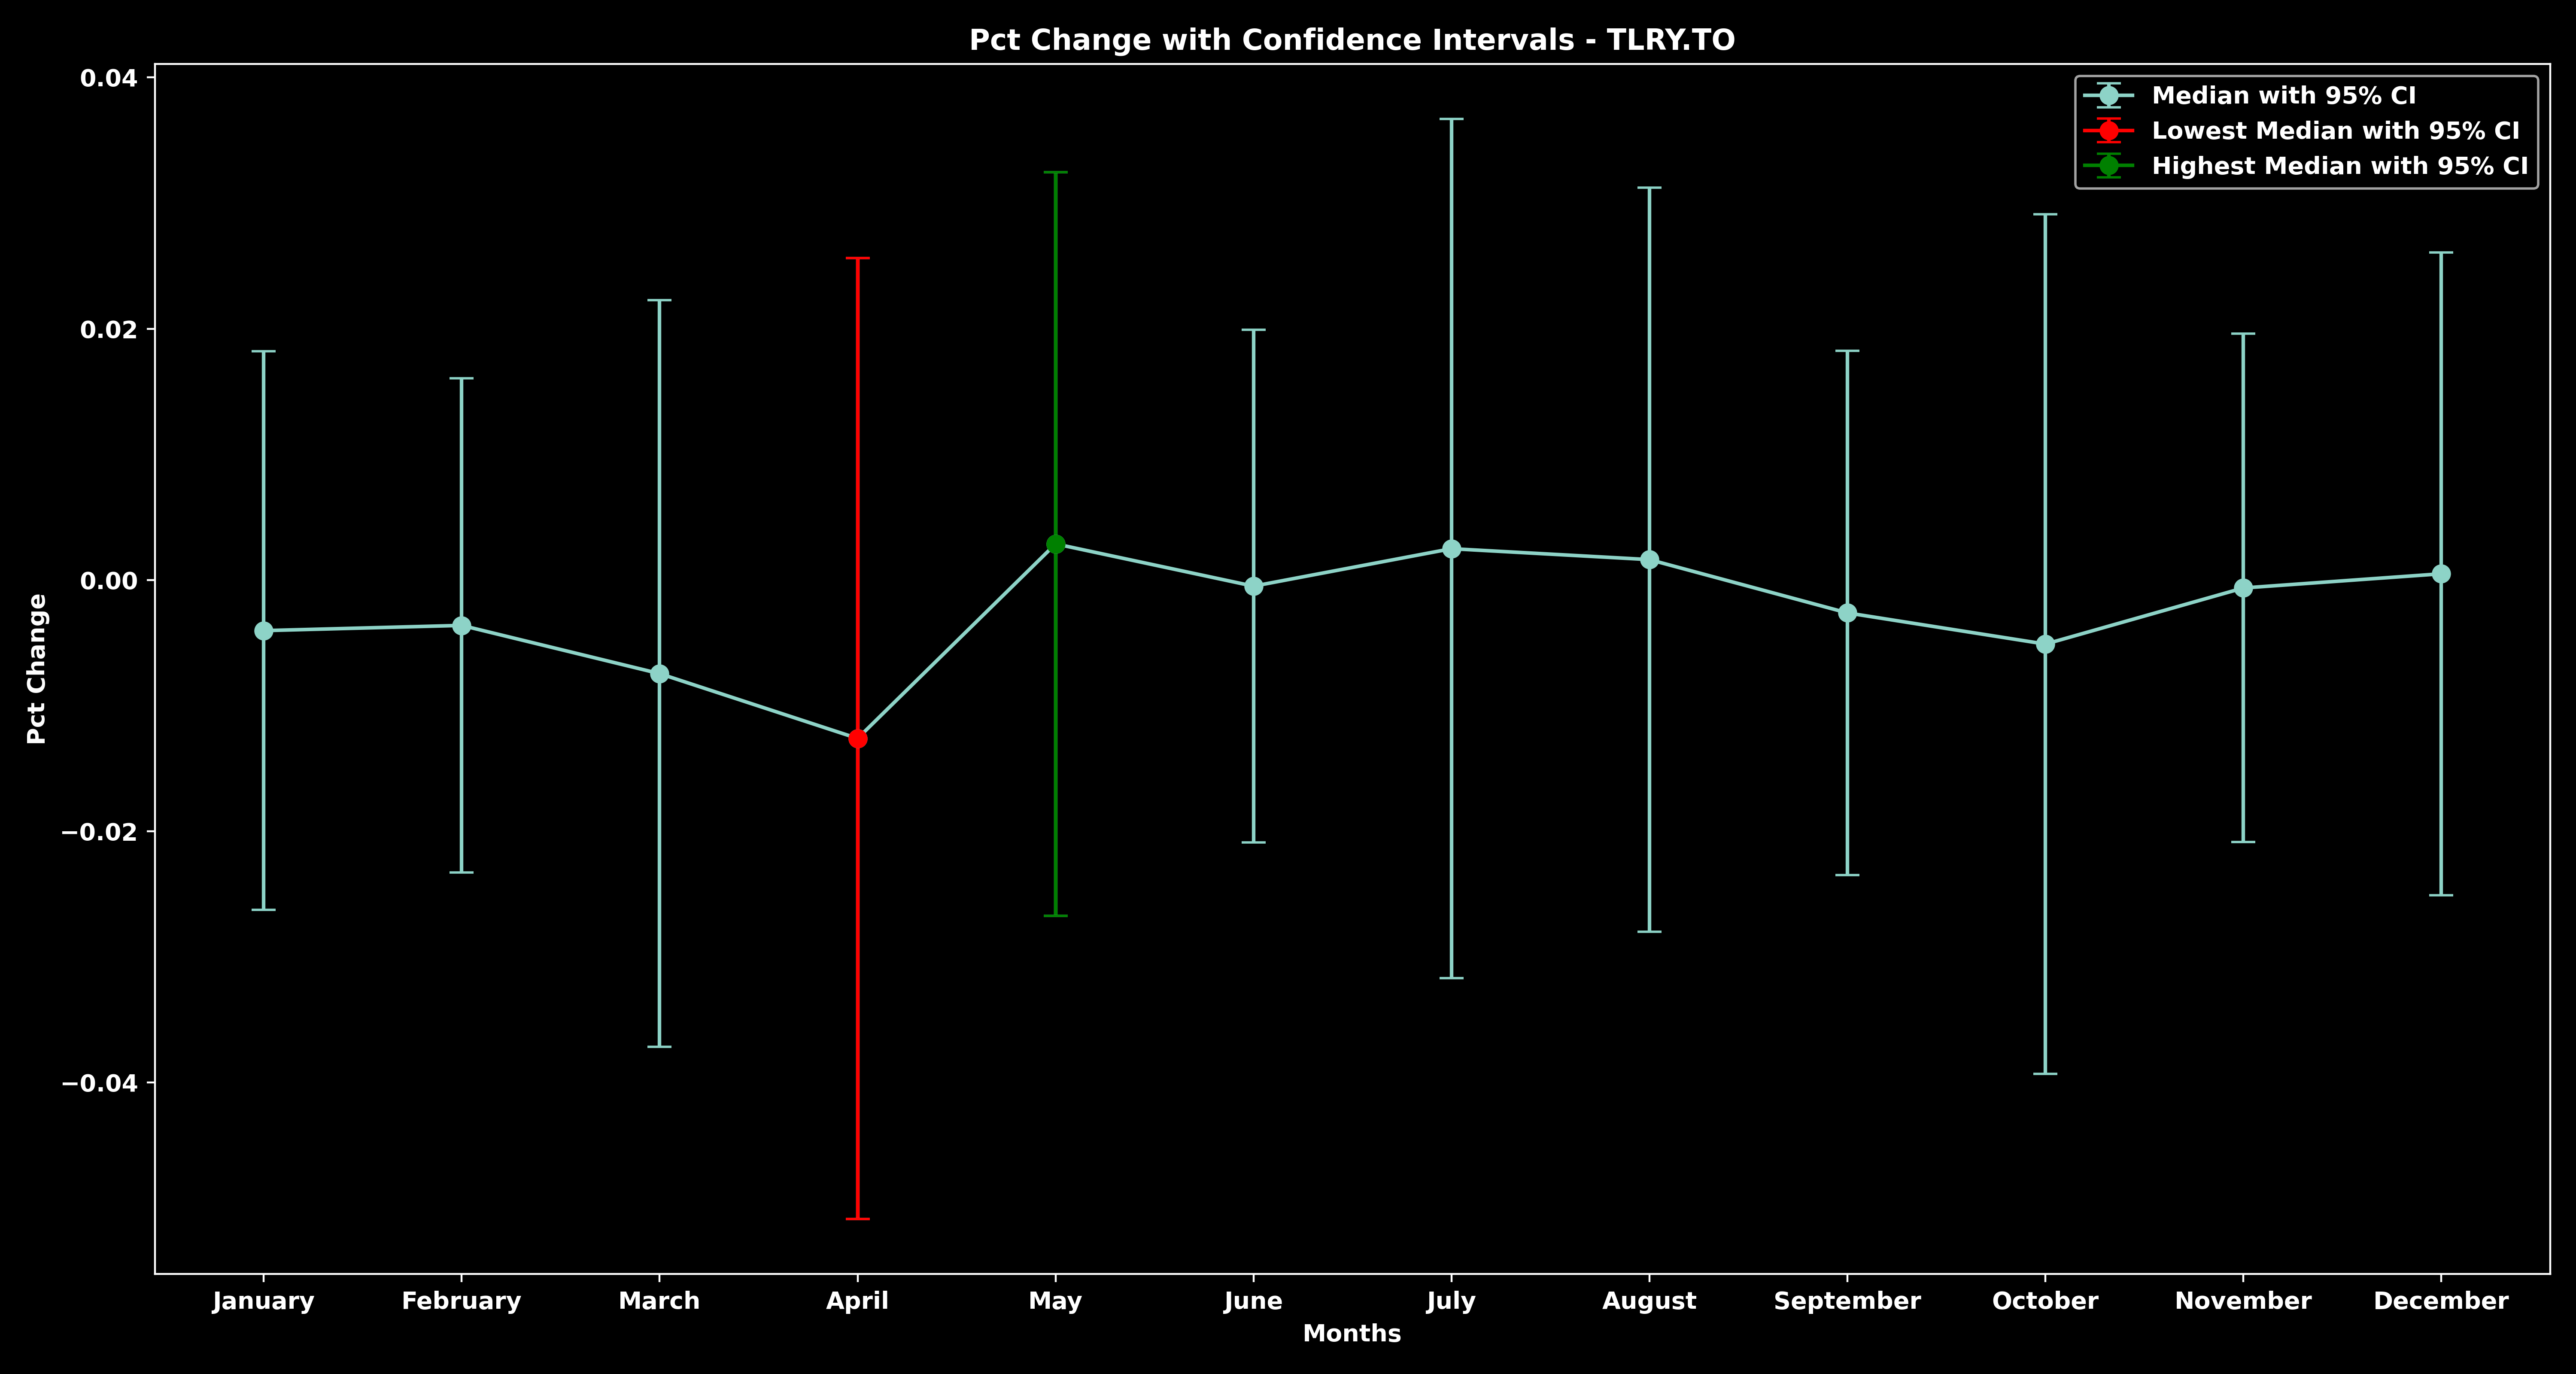 Pct Change with Confidence Intervals - TLRY.TO
Median with 95% CI
Lowest Median with 95% CI
Highest Median with 95% CI
Pct Change
0.04
0.02
0.00
−0.02
−0.04
January February March April May June July August September October November December
Months